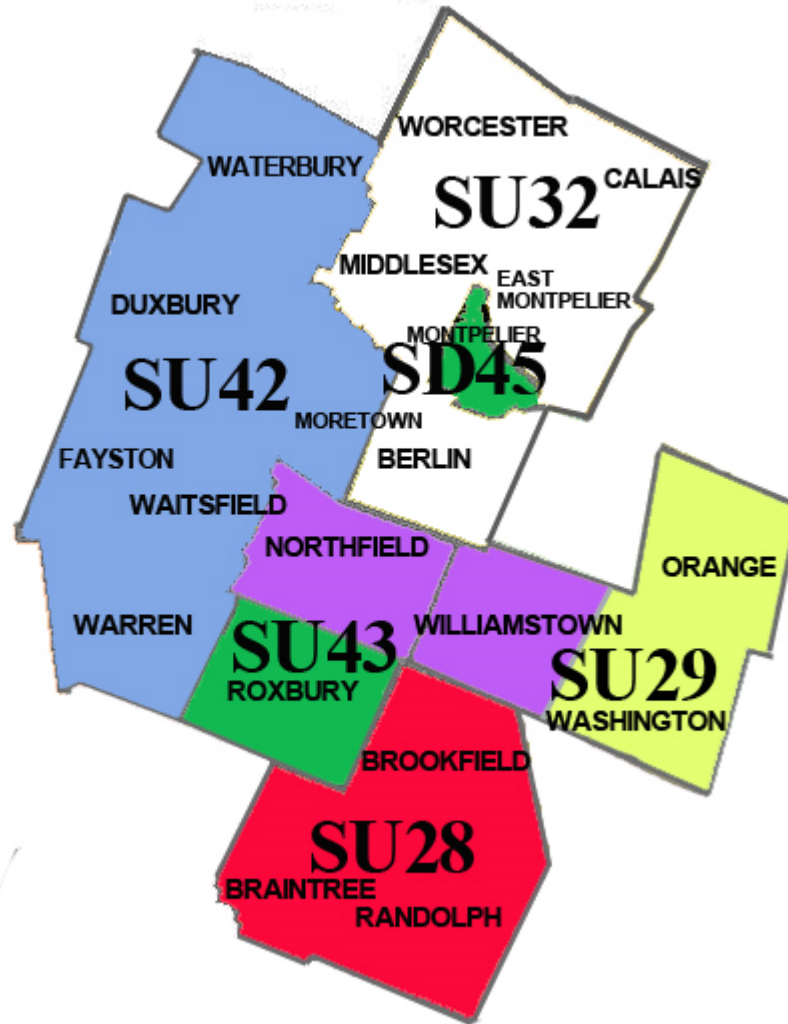 WORCESTER
WATERBURY
CALAIS
SU32
MIDDLESEX
EAST
MONTPELIER
DUXBURY
MONTPELIER
SD45
SU42
MORETOWN
FAYSTON
BERLIN
WAITSFIELD
NORTHFIELD
ORANGE
WARREN
WILLIAMSTOWN
SU43
SU29
ROXBURY
WASHINGTON
BROOKFIELD
SU28
BRAINTREE
RANDOLPH